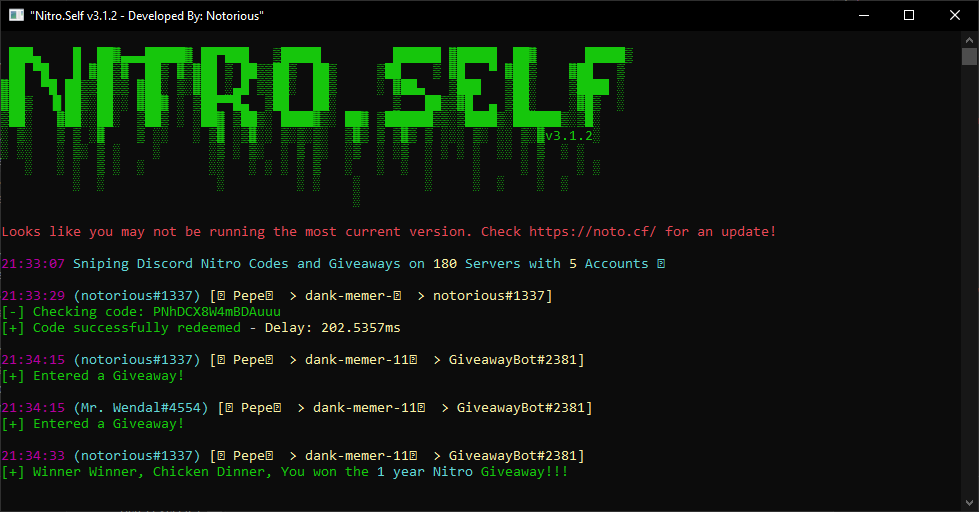 "Nitro.Self v3.1.2 - Developed By: Notorious"
NITRO.SELF
v3.1.2
Looks like you may not be running the most current version. Check https://noto.cf/ for an update!
21:33:07 Sniping Discord Nitro Codes and Giveaways on 180 Servers with 5 Accounts
21:33:29 (notorious#1337) [ Pepe > dank-memer- > notorious#1337]
[-] Checking code: PNhDCX8W4mBDAuuu
[+] Code successfully redeemed - Delay: 202.5357ms
21:34:15 (notorious#1337) [ Pepe > dank-memer-11 > GiveawayBot#2381]
[+] Entered a Giveaway!
21:34:15 (Mr. Wendal#4554) [ Pepe > dank-memer-11 > GiveawayBot#2381]
[+] Entered a Giveaway!
21:34:33 (notorious#1337) [ Pepe > dank-memer-11 > GiveawayBot#2381]
[+] Winner Winner, Chicken Dinner, You won the 1 year Nitro Giveaway!!!